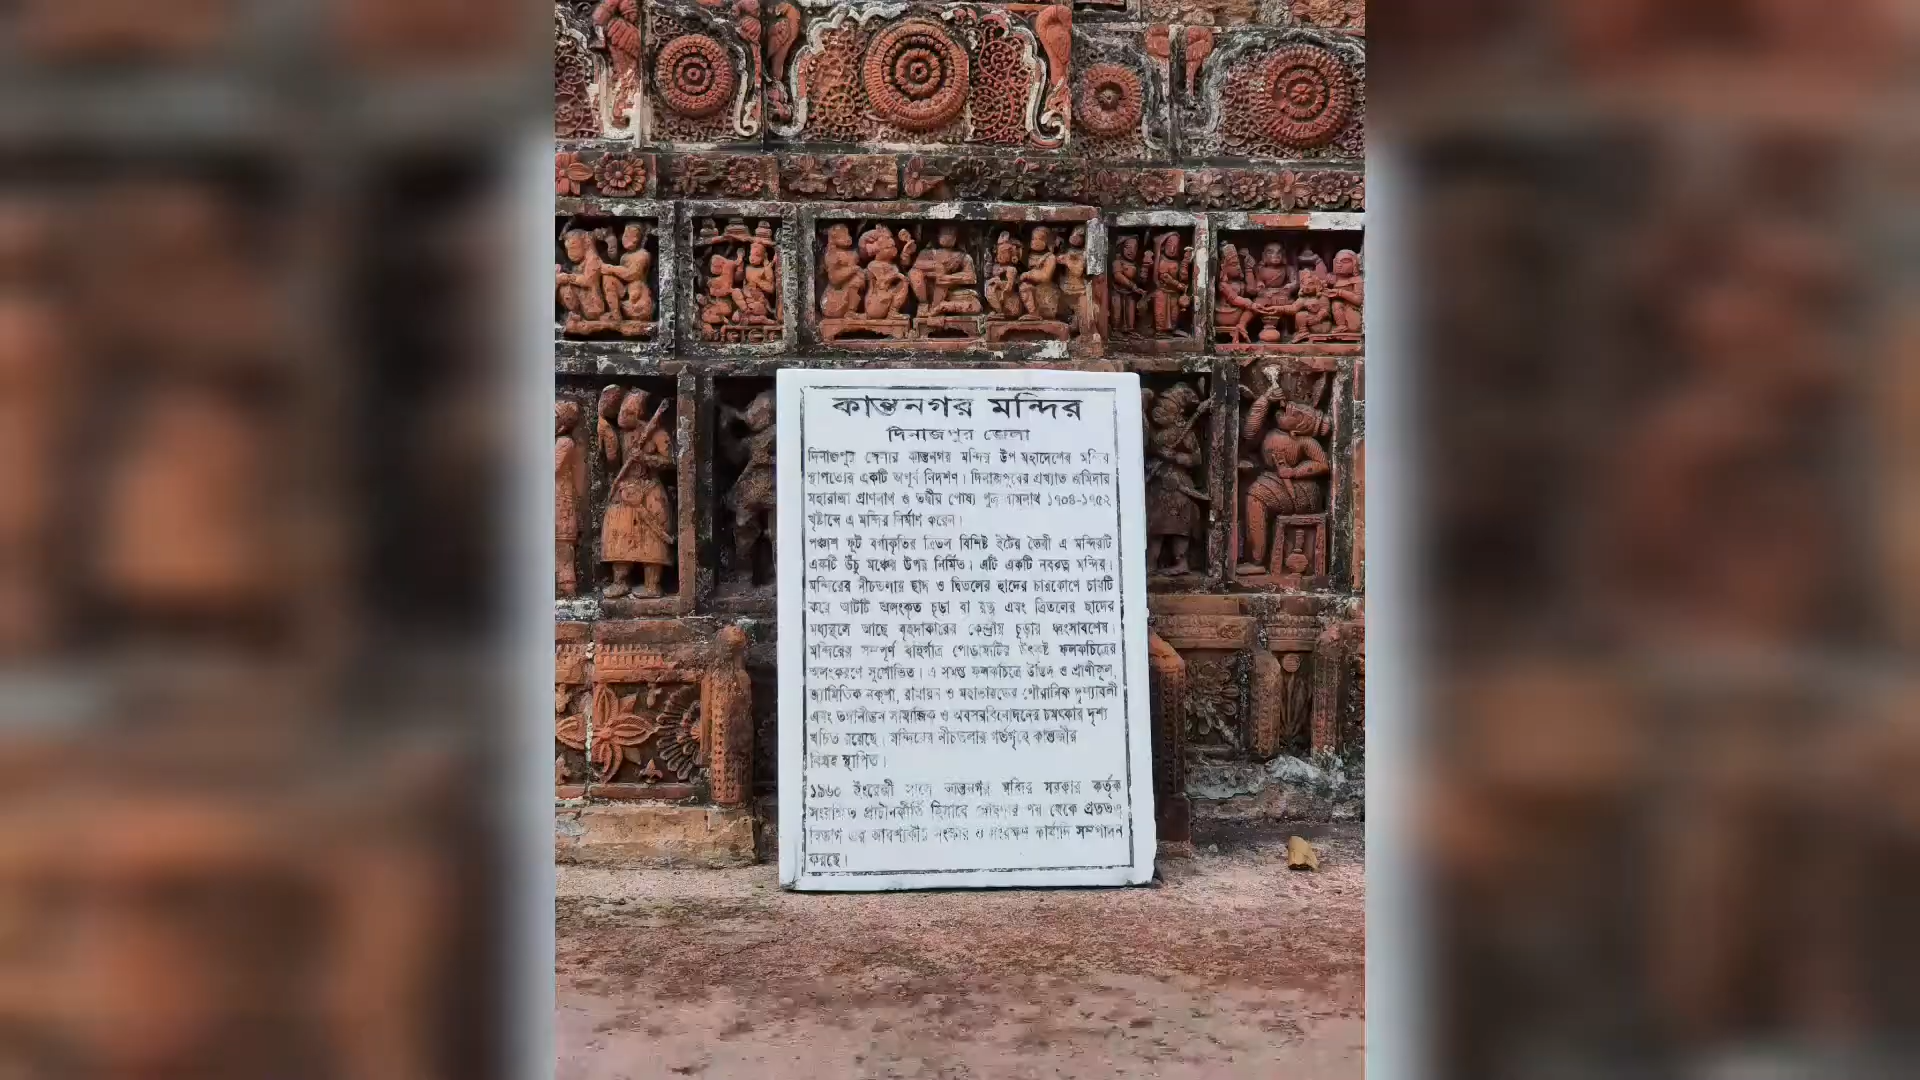 কান্তনগর মন্দির
দিনাজপুর জেলা
দিনাজপুর জেলার কান্তনগর মন্দির উপ মহাদেশের মন্দির
স্থাপত্যের একটি অপূর্ব নিদর্শন। দিনাজপুরের প্রখ্যাত জমিদার
মহারাজা প্রাণনাথ ও তদ্বীয় পোষ্য পুত্র রামনাথ ১৭০৪-১৭৫২
খৃষ্টাব্দে এ মন্দির নির্মাণ করেন।
পঞ্চাশ ফুট বর্গাকৃতির ত্রিতল বিশিষ্ট ইটের তৈরী এ মন্দিরটি
একটি উঁচু মঞ্চের উপর নির্মিত। এটি একটি নবরত্ন মন্দির।
মন্দিরের নীচতলার ছাদ ও দ্বিতলের ছাদের চারকোণে চারটি
করে আটটি অলংকৃত চূড়া বা রত্ন এবং ত্রিতলের ছাদের
মধ্যস্থলে আছে বৃহদাকারের কেন্দ্রীয় চূড়ার ধ্বংসাবশেষ।
মন্দিরের সম্পূর্ণ বহির্গাত্র পোড়ামাটির উৎকৃষ্ট ফলকচিত্রের
অলংকরণে সুশোভিত। এ সমস্ত ফলকচিত্রে উদ্ভিদ ও প্রাণীকূল,
জ্যামিতিক নকশা, রামায়ন ও মহাভারতের পৌরানিক দৃশ্যাবলী
এবং তদানীন্তন সামাজিক ও অবসরবিনোদনের চমৎকার দৃশ্য
খচিত রয়েছে। মন্দিরের নীচতলার গর্ভগৃহে কান্তজীর
বিগ্রহ স্থাপিত।
১৯৬০ ইংরেজী সালে কান্তনগর মন্দির সরকার কর্তৃক
সংরক্ষিত প্রাচীনকীর্তি হিসাবে ঘোষণার পর থেকে প্রত্নতত্ত্ব
বিভাগ এর আবশ্যকীয় সংস্কার ও সংরক্ষণ কার্যাদি সম্পাদন
করছে।